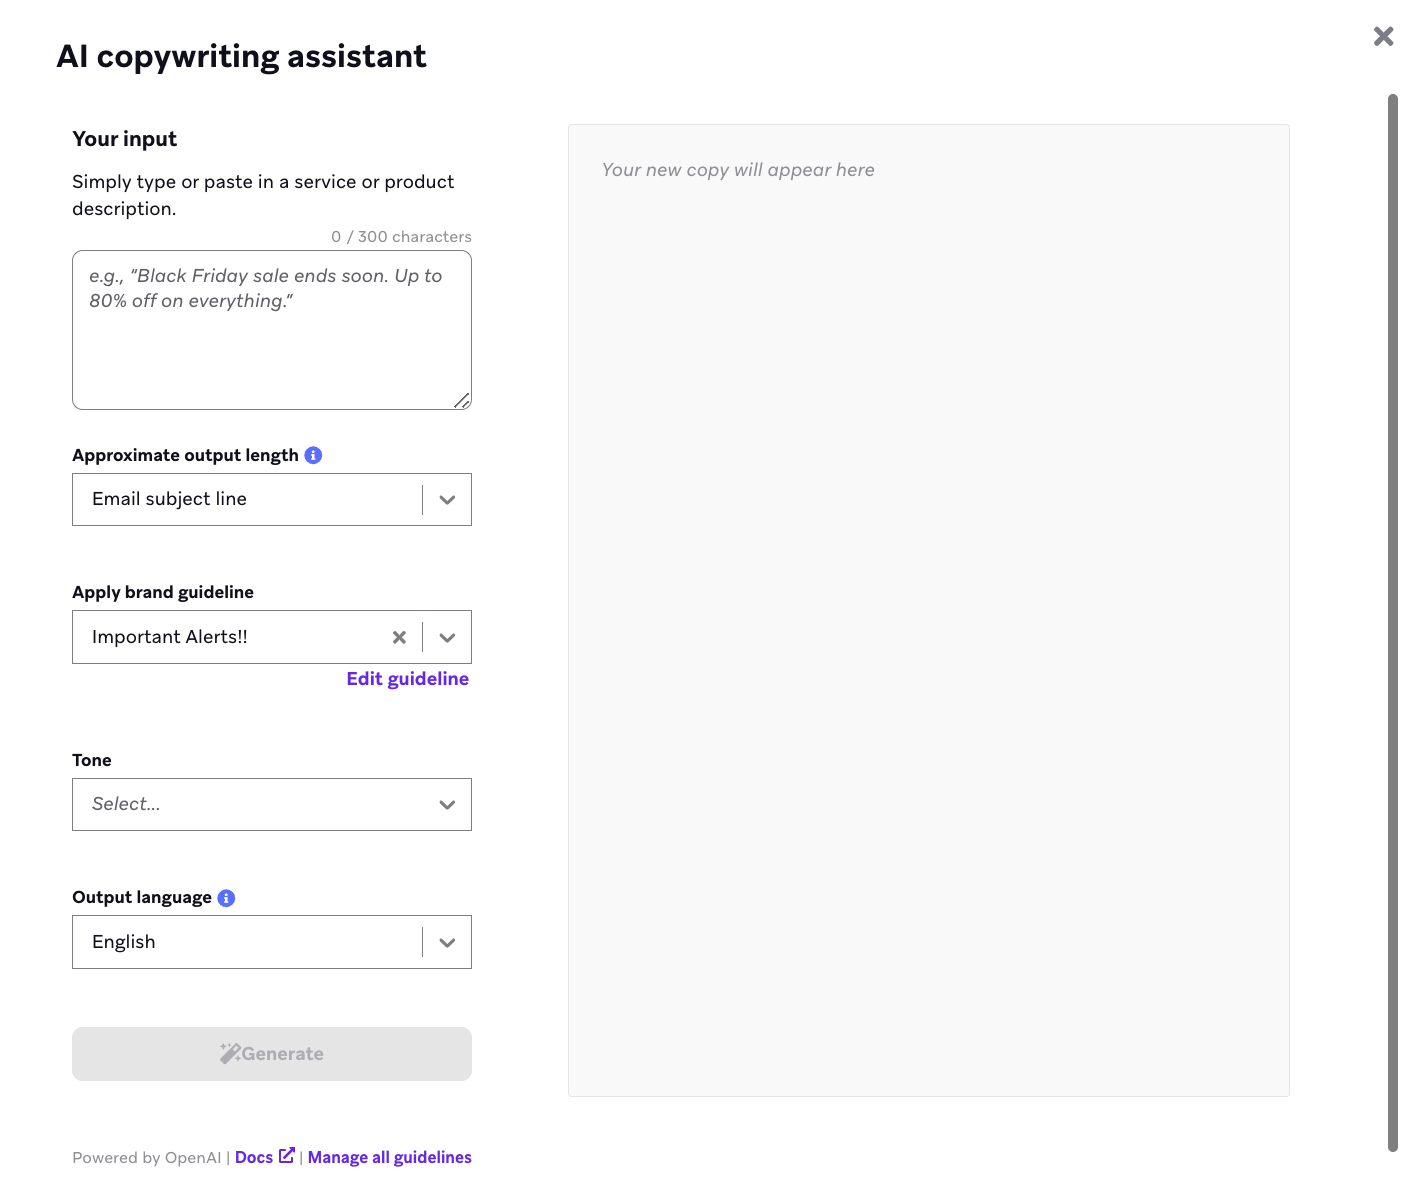 AI copywriting assistant
Your input
Simply type or paste in a service or product
description.
0 / 300 characters
e.g., “Black Friday sale ends soon. Up to
80% off on everything.”
Approximate output length
Email subject line
Apply brand guideline
Important Alerts!!
Edit guideline
Tone
Select...
Output language
English
Generate
Powered by OpenAI | Docs | Manage all guidelines
Your new copy will appear here